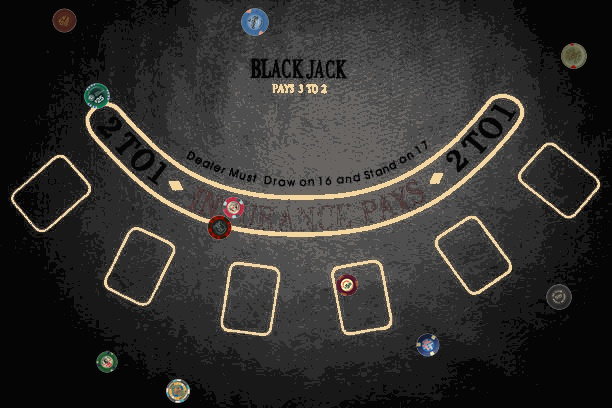 BLACK JACK
PAYS 3 TO 2
Dealer Must Draw on 16 and Stand on 17
2 TO 1
INSURANCE PAYS
2 TO 1